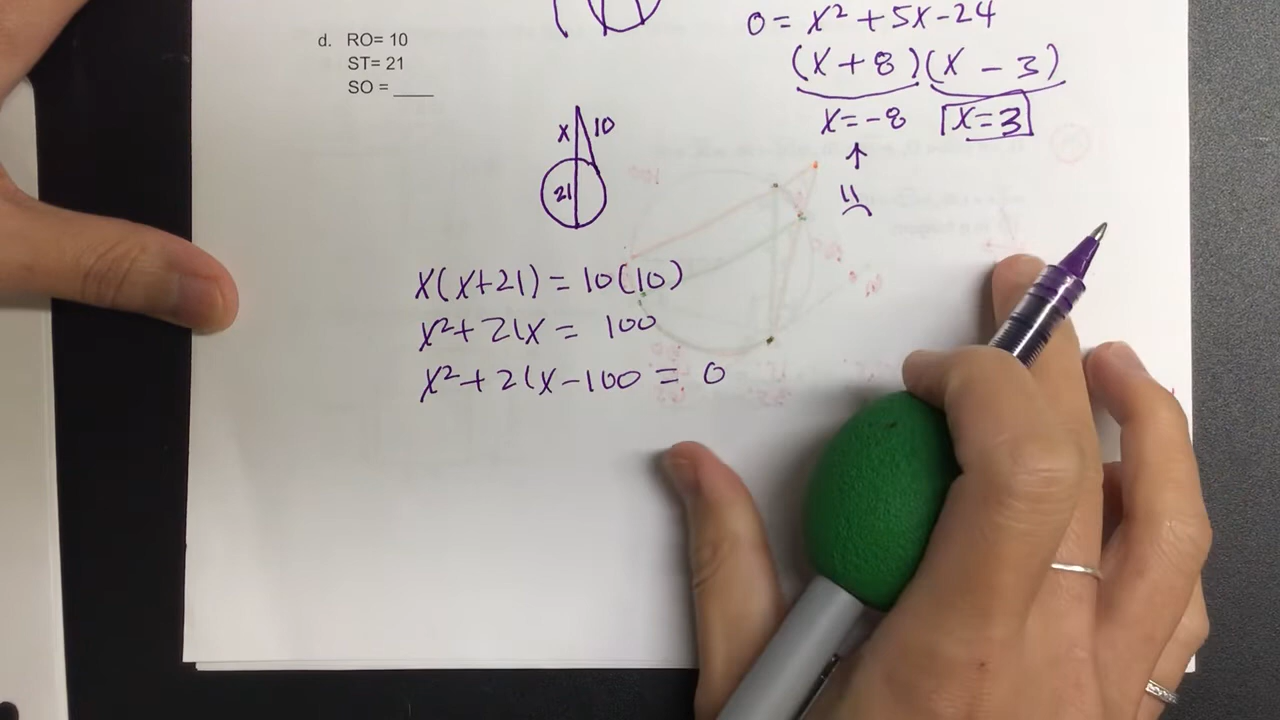 0 = x² + 5x - 24
(x + 8)(x - 3)
x = -8 x = 3
d. RO= 10
ST= 21
SO = ____
x 10
21
x(x+21) = 10(10)
x² + 21x = 100
x² + 21x - 100 = 0